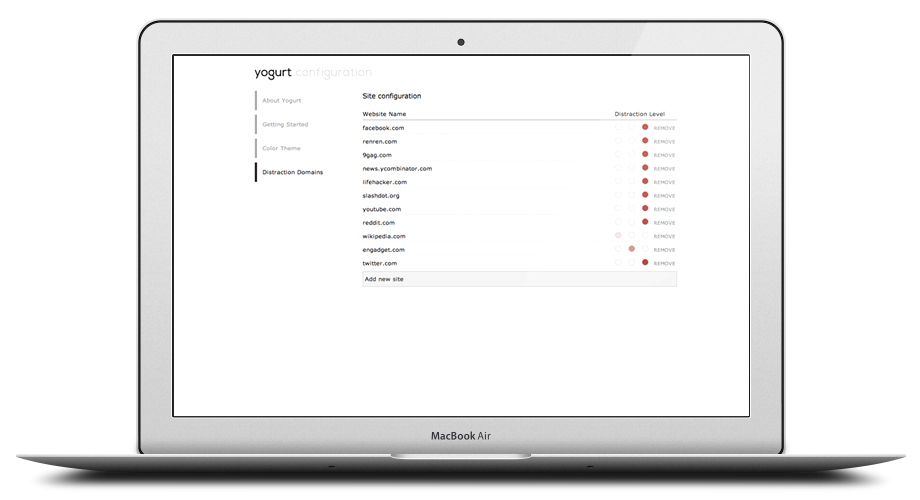 yogurt configuration
About Yogurt
Getting Started
Color Theme
Distraction Domains
Site configuration
Website Name Distraction Level
facebook.com REMOVE
renren.com REMOVE
9gag.com REMOVE
news.ycombinator.com REMOVE
lifehacker.com REMOVE
slashdot.org REMOVE
youtube.com REMOVE
reddit.com REMOVE
wikipedia.com REMOVE
engadget.com REMOVE
twitter.com REMOVE
Add new site
MacBook Air